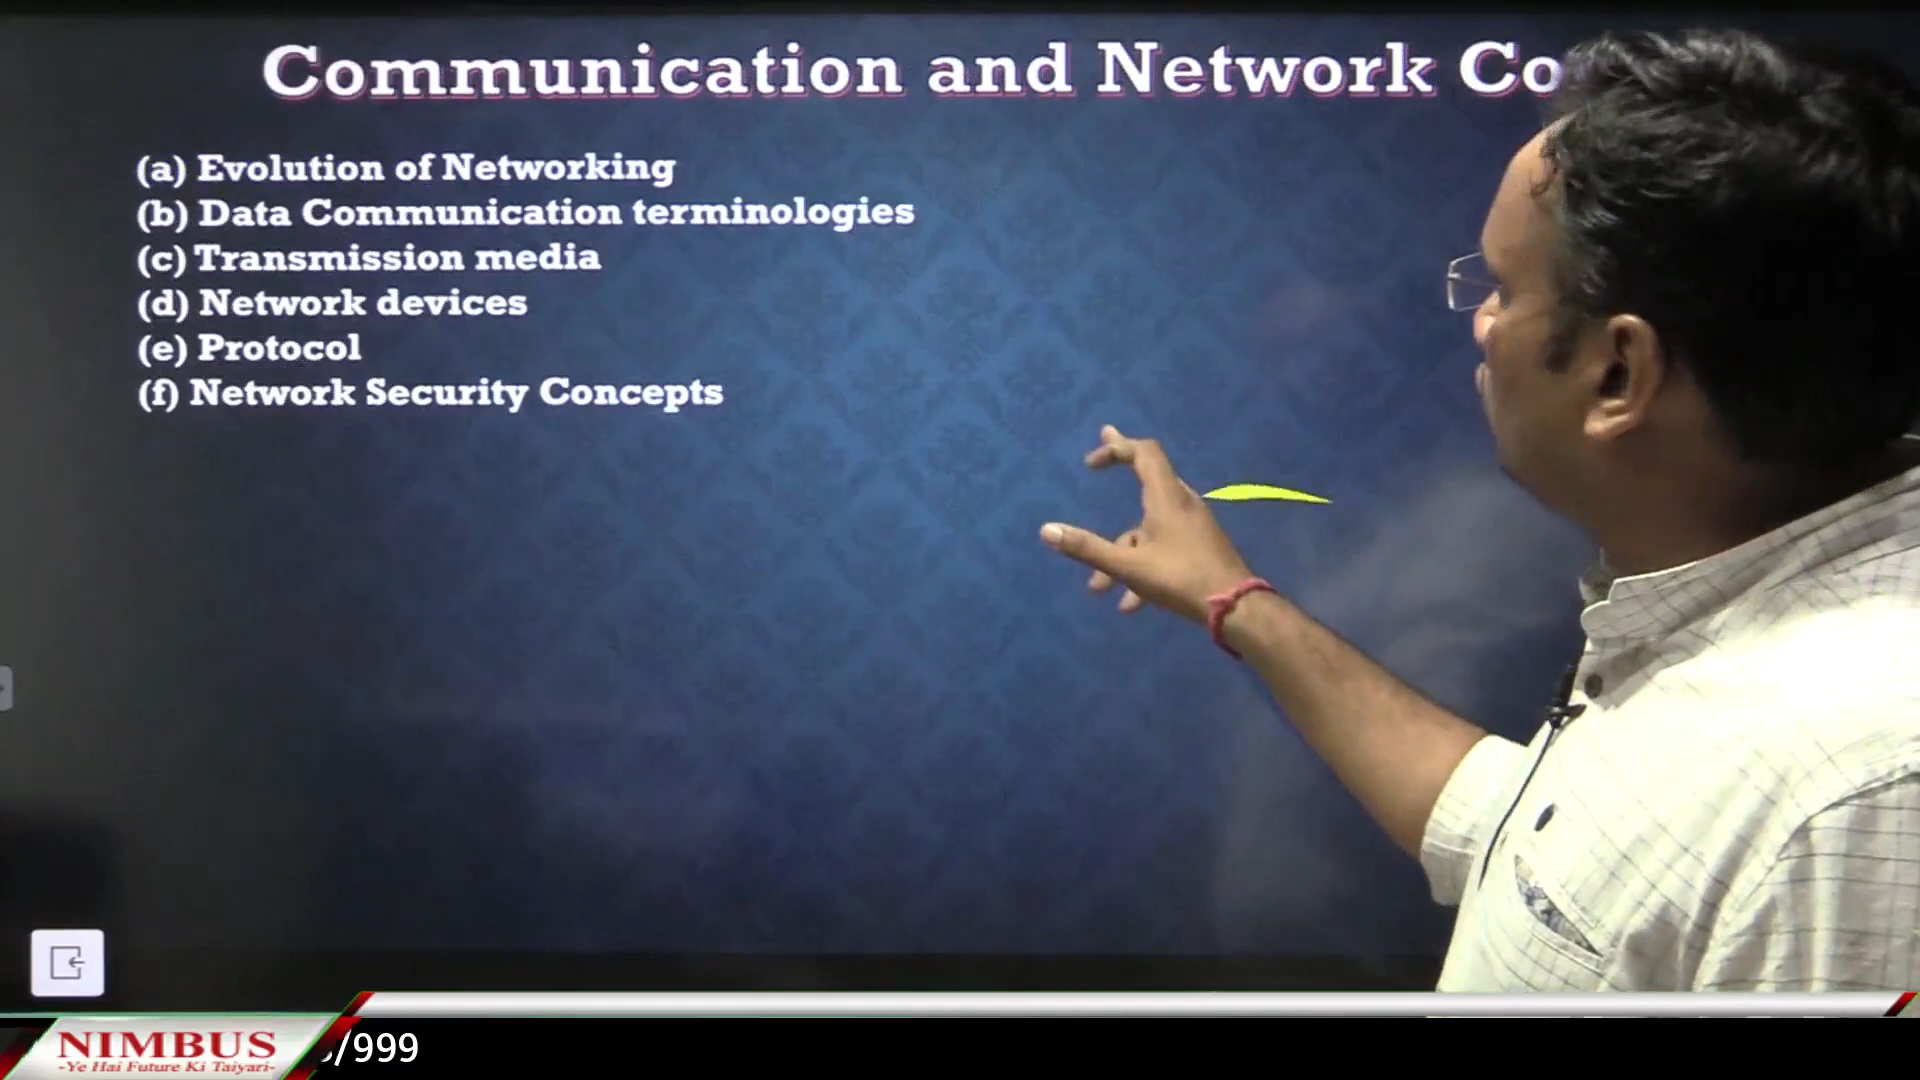 Communication and Network Co
(a) Evolution of Networking
(b) Data Communication terminologies
(c) Transmission media
(d) Network devices
(e) Protocol
(f) Network Security Concepts
NIMBUS
-Ye Hai Future Ki Taiyari-
/999